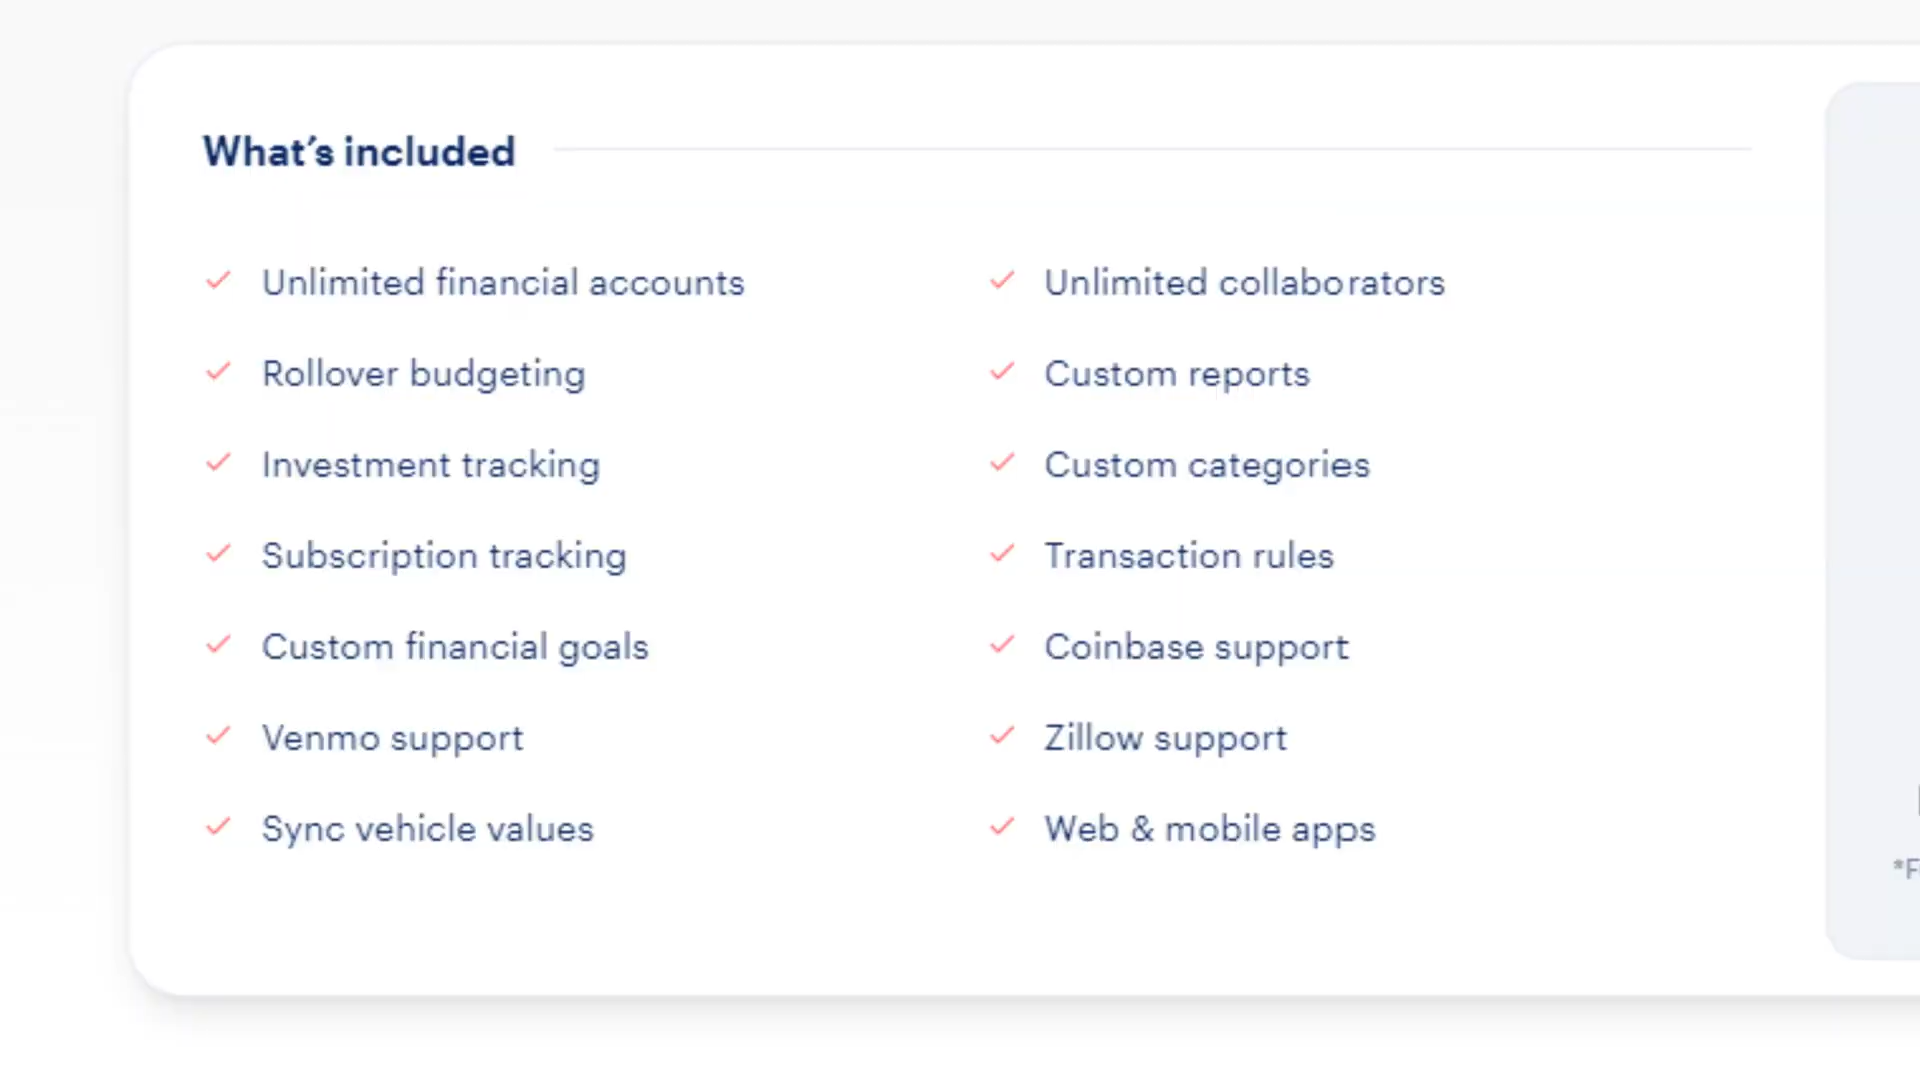 What's included
Unlimited financial accounts
Rollover budgeting
Investment tracking
Subscription tracking
Custom financial goals
Venmo support
Sync vehicle values
Unlimited collaborators
Custom reports
Custom categories
Transaction rules
Coinbase support
Zillow support
Web & mobile apps